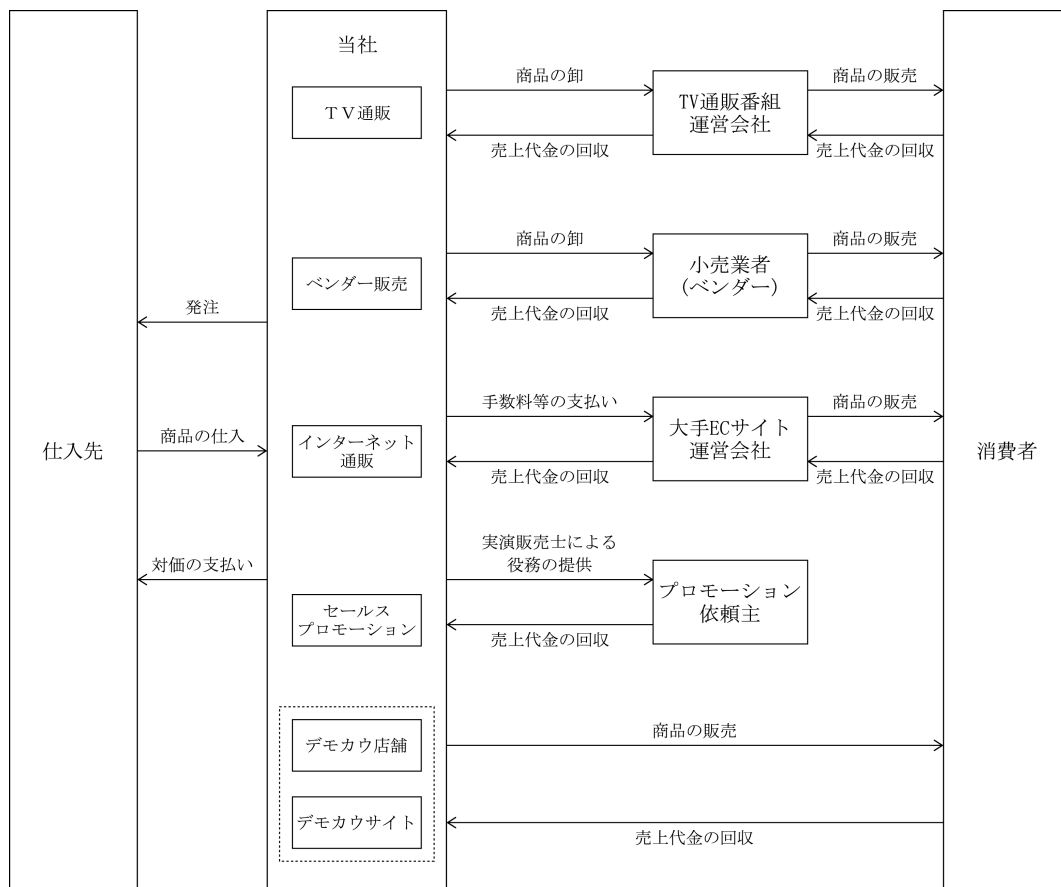 当社
ＴＶ通販
商品の卸
売上代金の回収
TV通販番組
運営会社
商品の販売
売上代金の回収
ベンダー販売
商品の卸
売上代金の回収
小売業者
(ベンダー)
商品の販売
売上代金の回収
発注
仕入先
商品の仕入
対価の支払い
インターネット
通販
手数料等の支払い
売上代金の回収
大手ECサイト
運営会社
商品の販売
売上代金の回収
消費者
セールス
プロモーション
実演販売士による
役務の提供
売上代金の回収
プロモーション
依頼主
デモカウ店舗
商品の販売
デモカウサイト
売上代金の回収